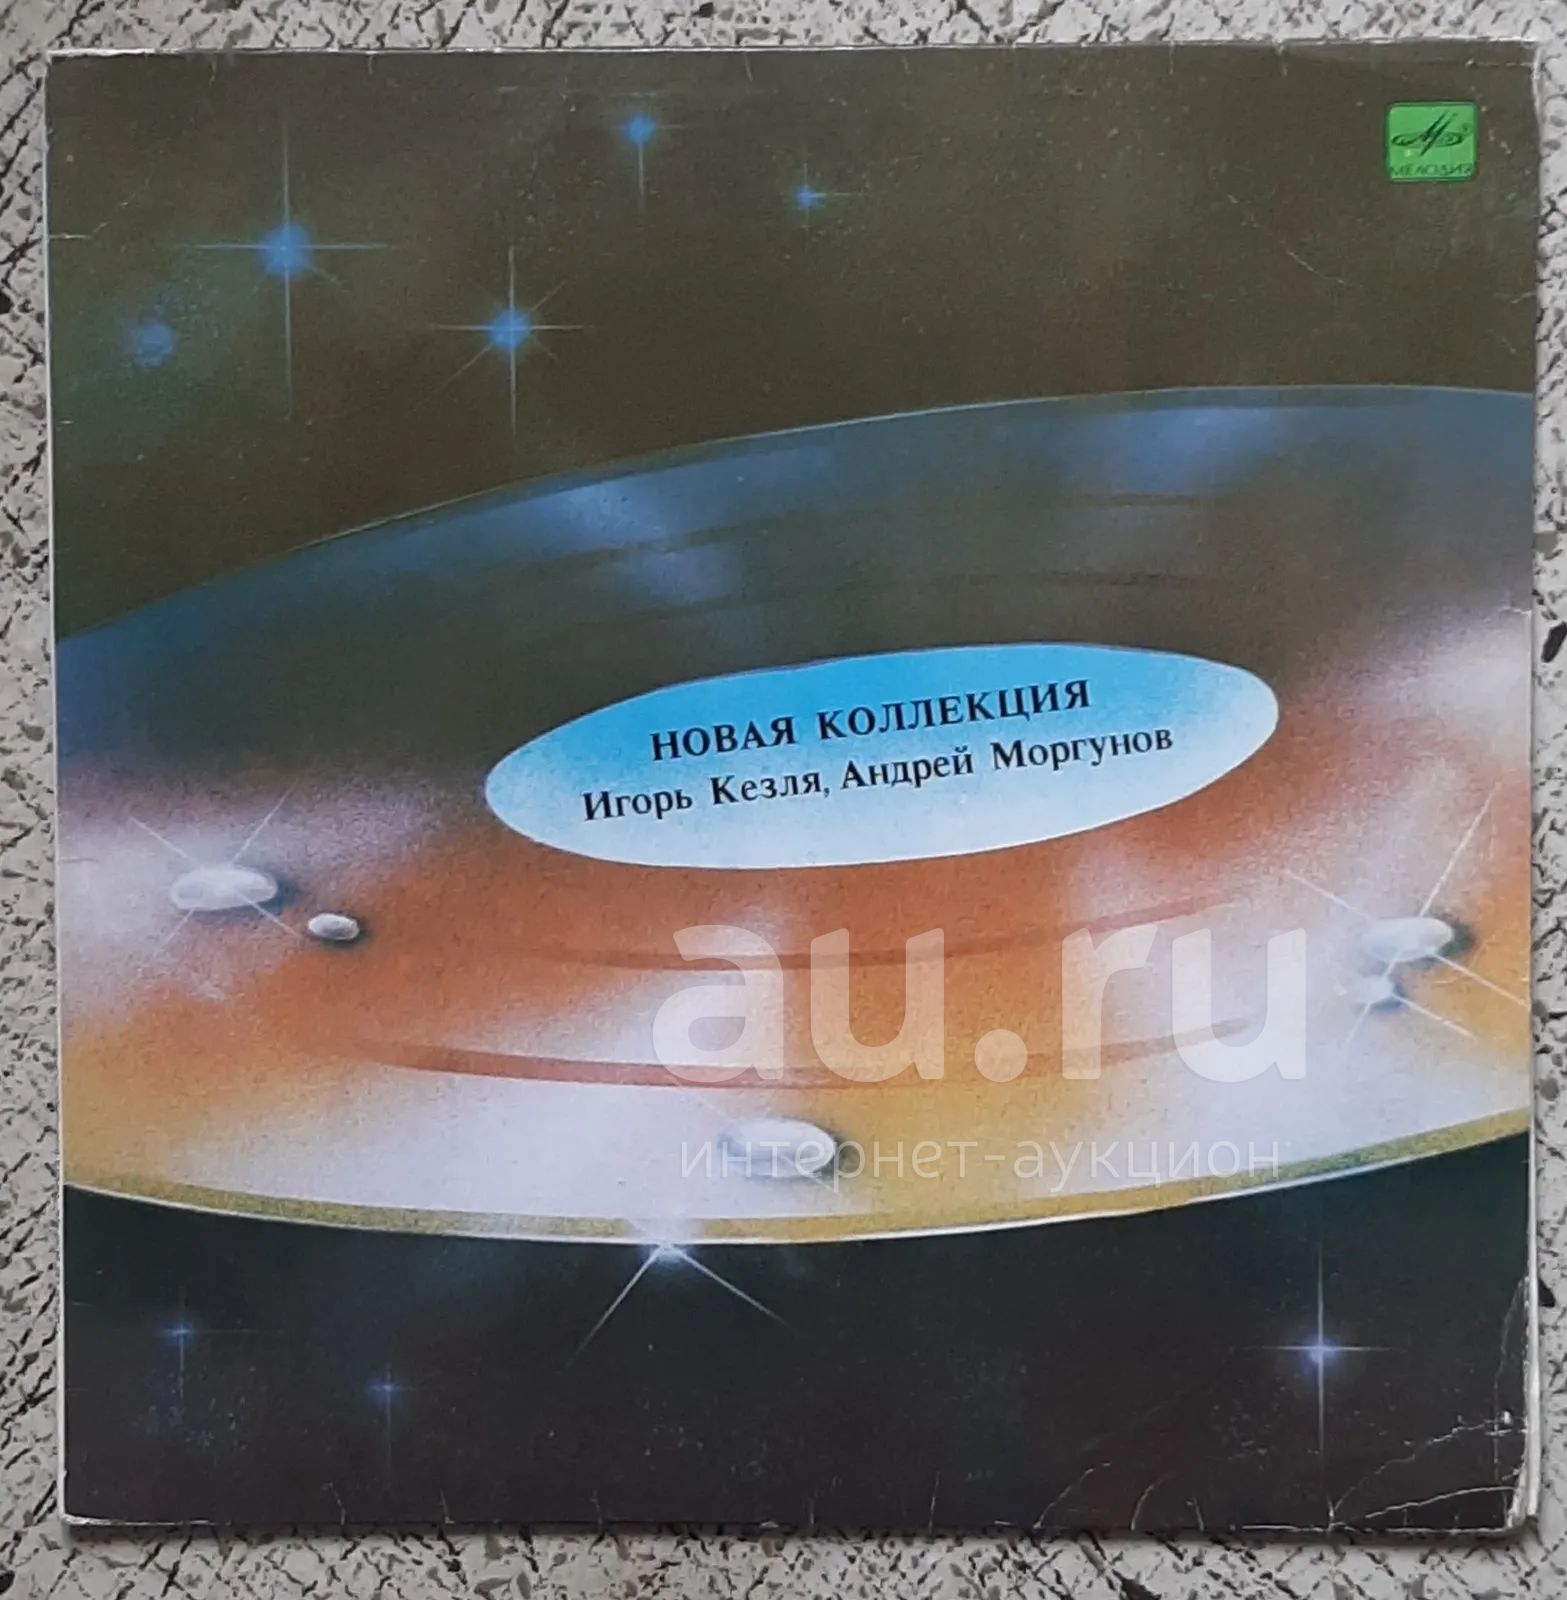 МЕЛОДИЯ
НОВАЯ КОЛЛЕКЦИЯ
Игорь Кезля, Андрей Моргунов
au.ru
интернет-аукцион